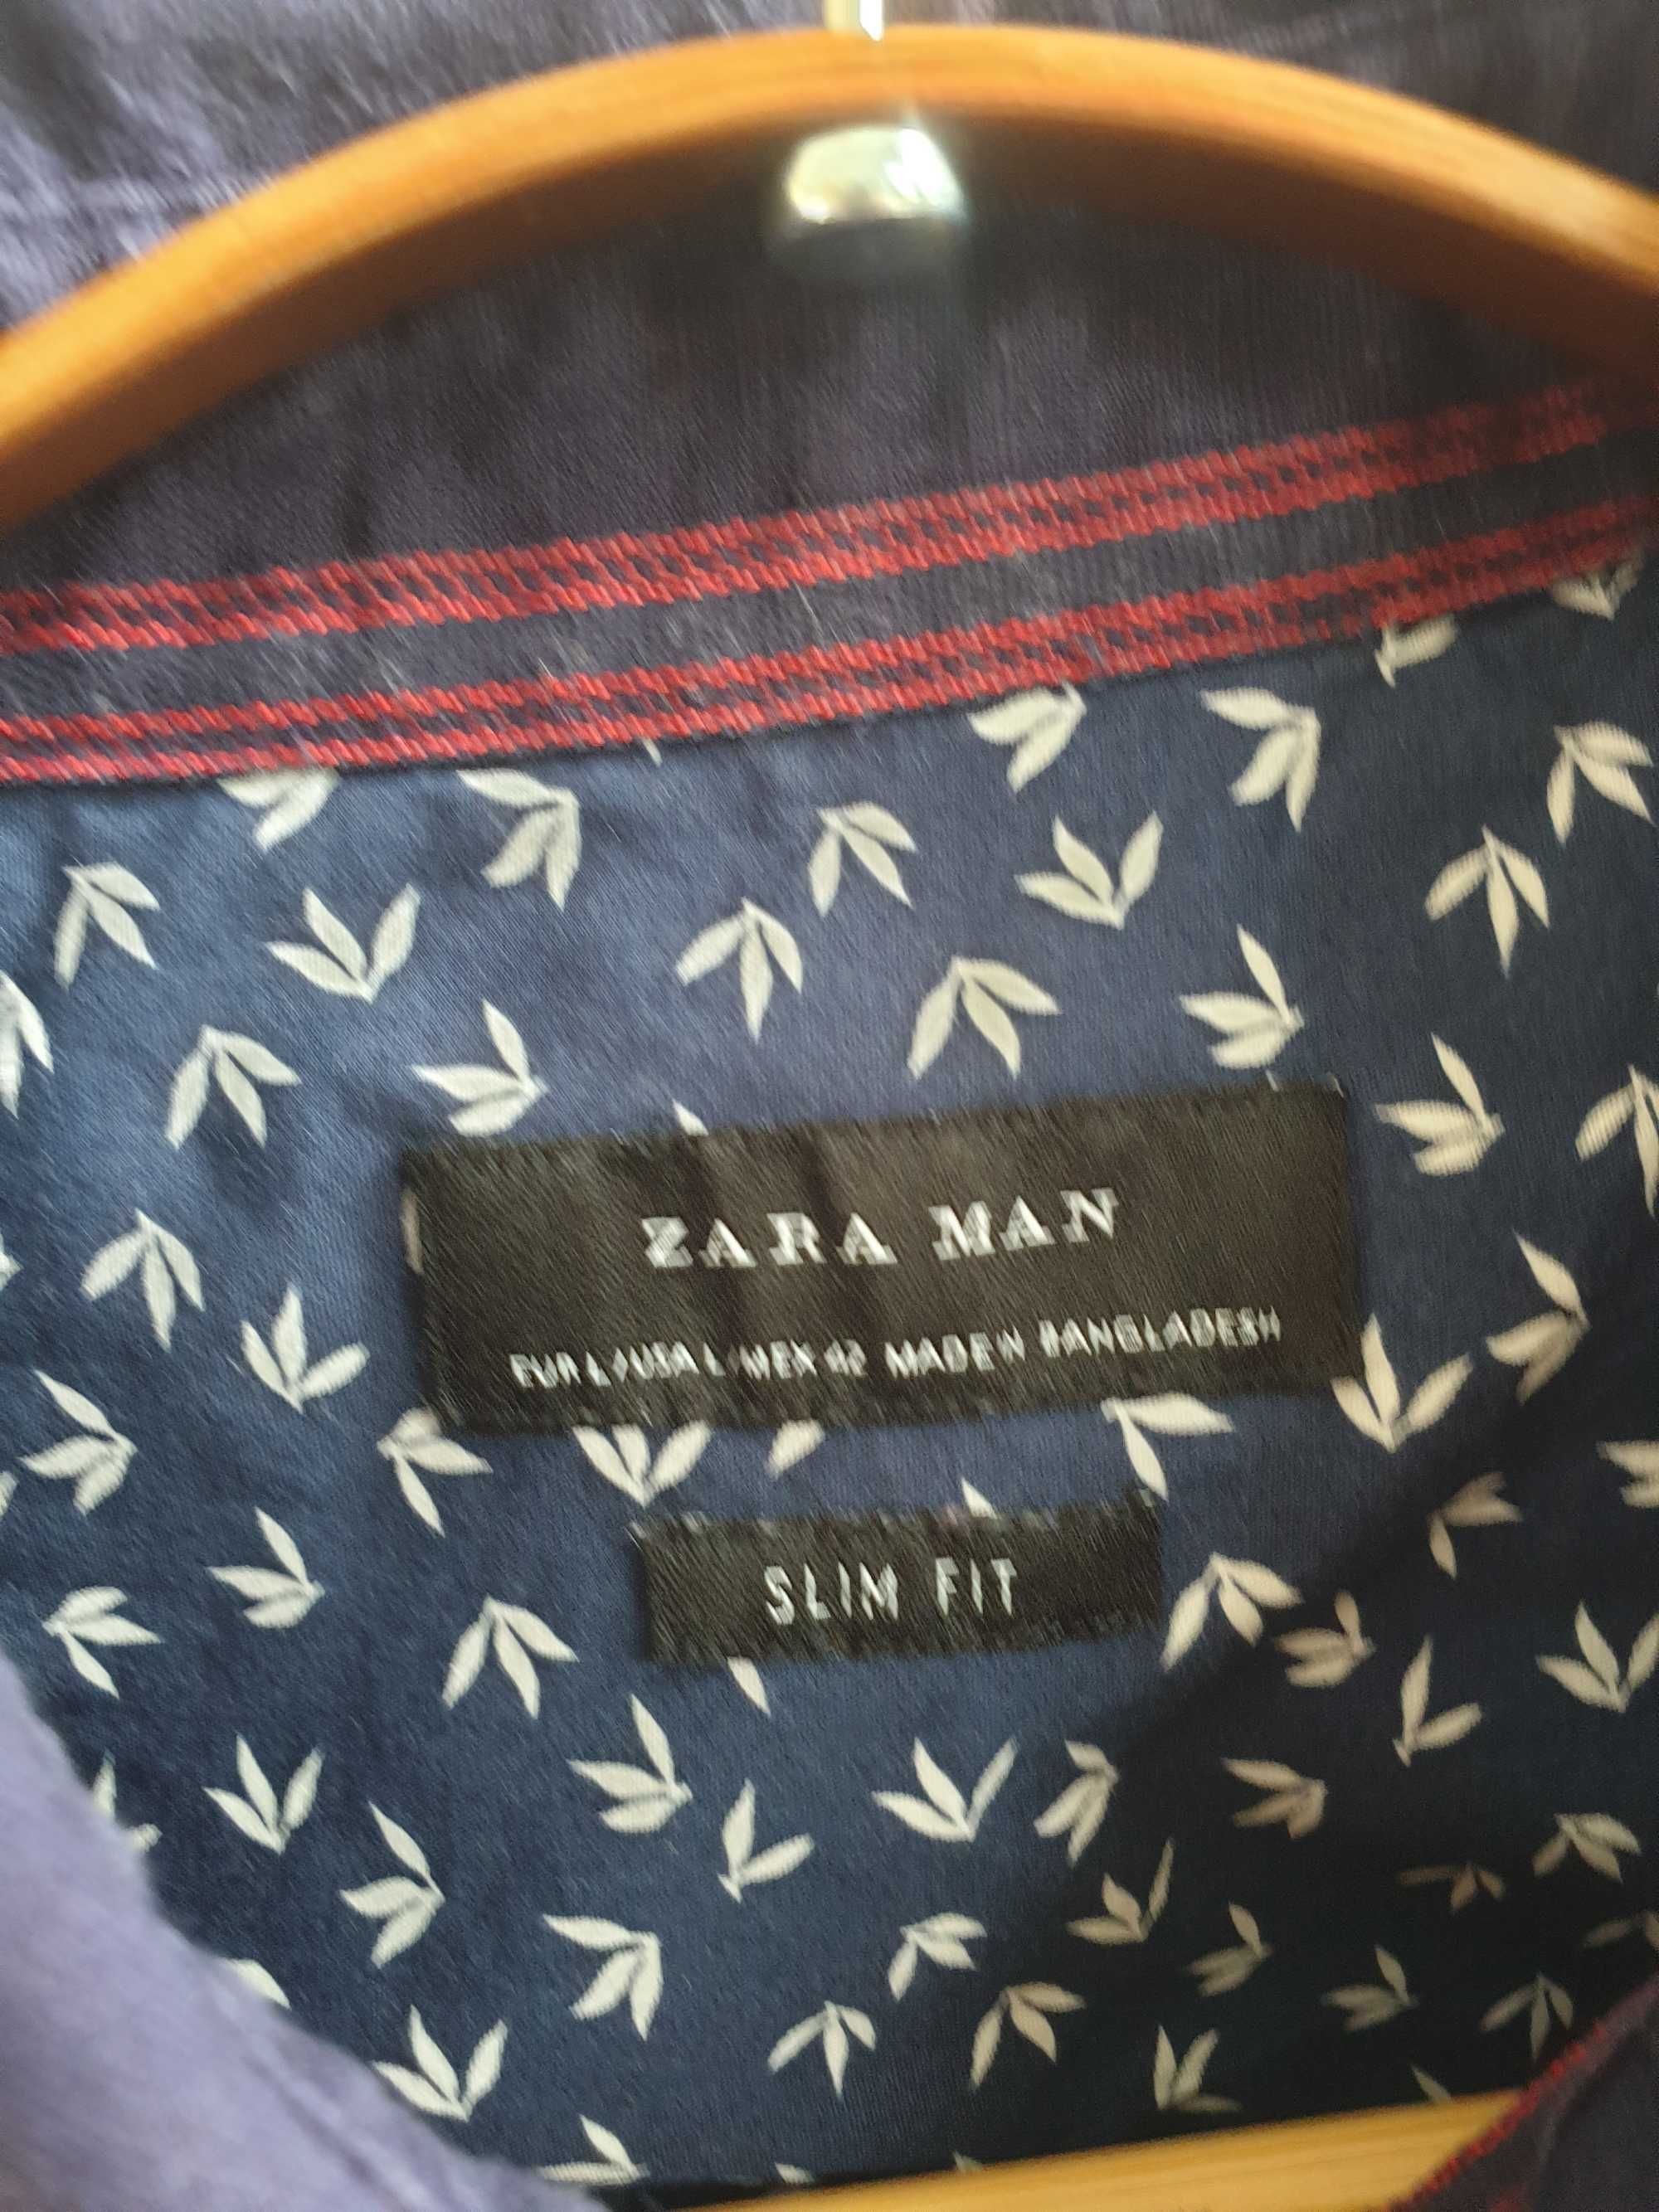 ZARA MAN
EUR L/USA L/MEX 42 MADE IN BANGLADESH
SLIM FIT